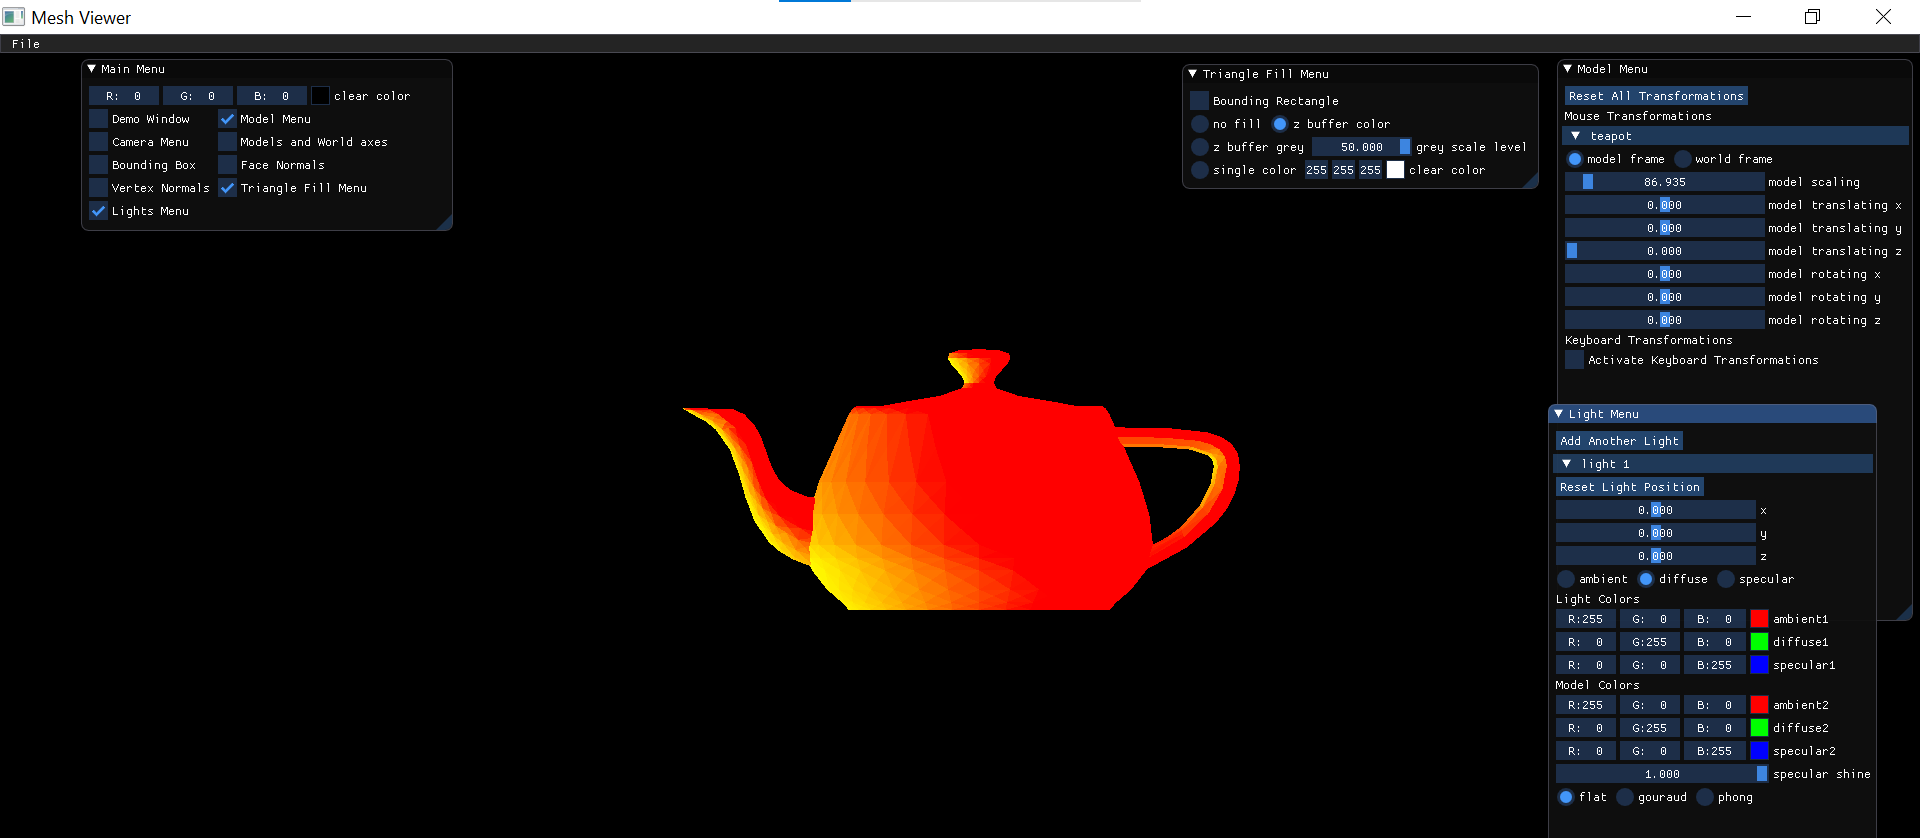 Mesh Viewer
File
Main Menu
R: 0 G: 0 B: 0 clear color
Demo Window Model Menu
Camera Menu Models and World axes
Bounding Box Face Normals
Vertex Normals Triangle Fill Menu
Lights Menu
Triangle Fill Menu
Bounding Rectangle
no fill z buffer color
z buffer grey 50.000 grey scale level
single color 255 255 255 clear color
Model Menu
Reset All Transformations
Mouse Transformations
teapot
model frame world frame
86.935 model scaling
0.000 model translating x
0.000 model translating y
0.000 model translating z
0.000 model rotating x
0.000 model rotating y
0.000 model rotating z
Keyboard Transformations
Activate Keyboard Transformations
Light Menu
Add Another Light
light 1
Reset Light Position
0.000 x
0.000 y
0.000 z
ambient diffuse specular
Light Colors
R:255 G: 0 B: 0 ambient1
R: 0 G:255 B: 0 diffuse1
R: 0 G: 0 B:255 specular1
Model Colors
R:255 G: 0 B: 0 ambient2
R: 0 G:255 B: 0 diffuse2
R: 0 G: 0 B:255 specular2
1.000 specular shine
flat gouraud phong